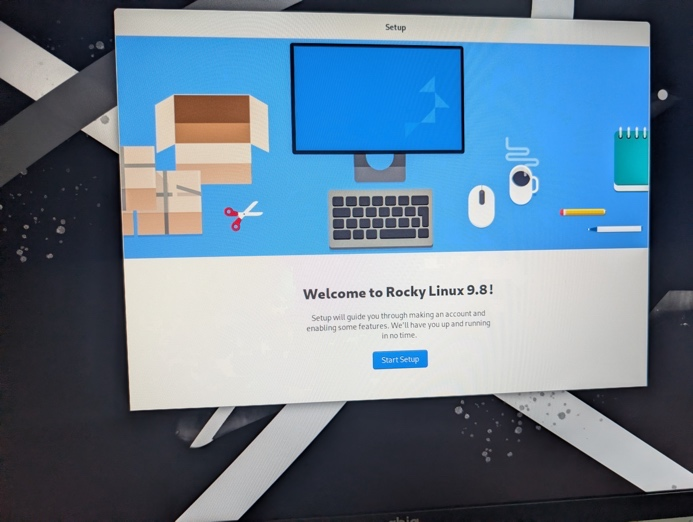 Setup
Welcome to Rocky Linux 9.8!
Setup will guide you through making an account and
enabling some features. We'll have you up and running
in no time.
Start Setup